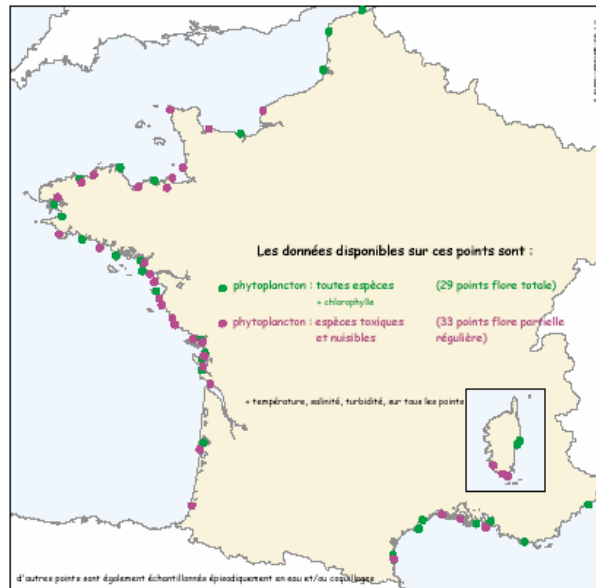 Les données disponibles sur ces points sont :
phytoplancton : toutes espèces (29 points flore totale)
+ chlorophylle
phytoplancton : espèces toxiques (33 points flore partielle
et nuisibles régulière)
+ température, salinité, turbidité, sur tous les points
d'autres points sont également échantillonnés épisodiquement en eau et/ou coquillages